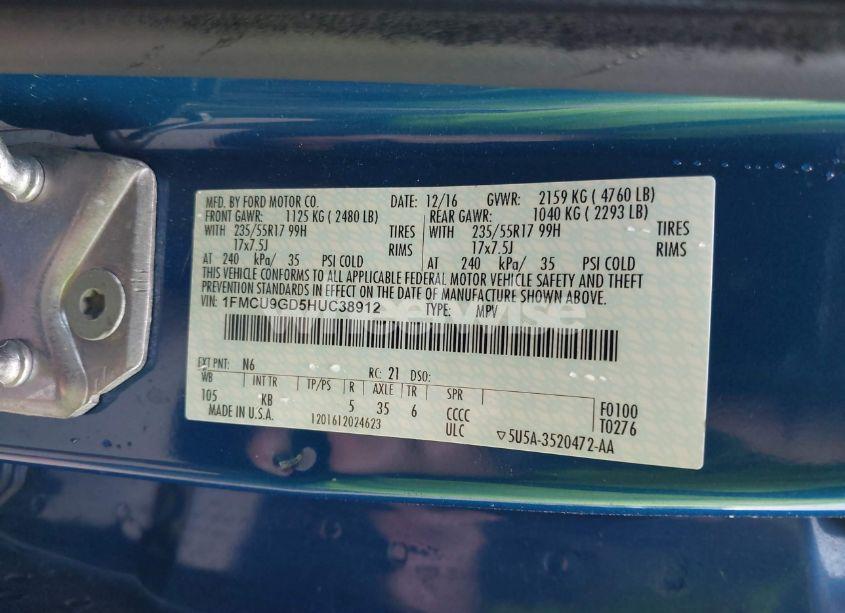 MFD. BY FORD MOTOR CO. DATE: 12/16 GVWR: 2159 KG ( 4760 LB)
FRONT GAWR: 1125 KG ( 2480 LB) REAR GAWR: 1040 KG ( 2293 LB)
WITH 235/55R17 99H TIRES WITH 235/55R17 99H TIRES
17x7.5J RIMS 17x7.5J RIMS
AT 240 kPa/ 35 PSI COLD AT 240 kPa/ 35 PSI COLD
THIS VEHICLE CONFORMS TO ALL APPLICABLE FEDERAL MOTOR VEHICLE SAFETY AND THEFT
PREVENTION STANDARDS IN EFFECT ON THE DATE OF MANUFACTURE SHOWN ABOVE.
VIN: 1FMCU9GD5HUC38912 TYPE: MPV
EXT PNT: N6 RC: 21 DSO:
WB INT TR TP/PS R AXLE TR SPR
105 KB 5 35 6 CCCC F0100
MADE IN U.S.A. 1201612024623 ULC ▽5U5A-3520472-AA T0276